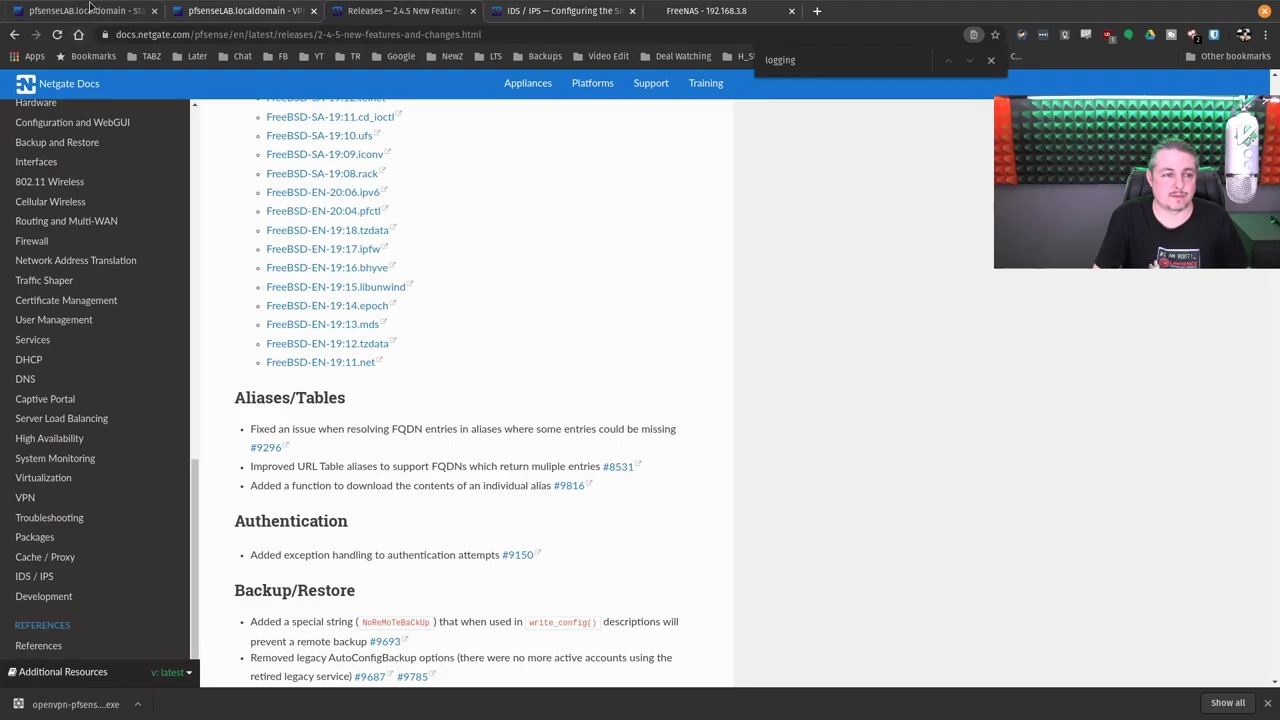 pfsenseLAB.localdomain - Sta
pfsenseLAB.localdomain - VP
Releases — 2.4.5 New Feature
IDS / IPS — Configuring the Sn
FreeNAS - 192.168.3.8
docs.netgate.com/pfsense/en/latest/releases/2-4-5-new-features-and-changes.html
Apps
Bookmarks
TABZ
Later
Chat
YT
TR
Google
NewZ
LTS
Backups
Video Edit
Deal Watching
Other bookmarks
logging
Netgate Docs
Appliances
Platforms
Support
Training
Hardware
Configuration and WebGUI
Backup and Restore
Interfaces
802.11 Wireless
Cellular Wireless
Routing and Multi-WAN
Firewall
Network Address Translation
Traffic Shaper
Certificate Management
User Management
Services
DHCP
DNS
Captive Portal
Server Load Balancing
High Availability
System Monitoring
Virtualization
VPN
Troubleshooting
Packages
Cache / Proxy
IDS / IPS
Development
REFERENCES
References
Additional Resources
v: latest
FreeBSD-SA-19:11.cd_ioctl
FreeBSD-SA-19:10.ufs
FreeBSD-SA-19:09.iconv
FreeBSD-SA-19:08.rack
FreeBSD-EN-20:06.ipv6
FreeBSD-EN-20:04.pfctl
FreeBSD-EN-19:18.tzdata
FreeBSD-EN-19:17.ipfw
FreeBSD-EN-19:16.bhyve
FreeBSD-EN-19:15.libunwind
FreeBSD-EN-19:14.epoch
FreeBSD-EN-19:13.mds
FreeBSD-EN-19:12.tzdata
FreeBSD-EN-19:11.net
Aliases/Tables
Fixed an issue when resolving FQDN entries in aliases where some entries could be missing
#9296
Improved URL Table aliases to support FQDNs which return muliple entries #8531
Added a function to download the contents of an individual alias #9816
Authentication
Added exception handling to authentication attempts #9150
Backup/Restore
Added a special string ( NoReMoTeBaCkUp ) that when used in write_config() descriptions will
prevent a remote backup #9693
Removed legacy AutoConfigBackup options (there were no more active accounts using the
retired legacy service) #9687 #9785
openvpn-pfsens....exe
Show all